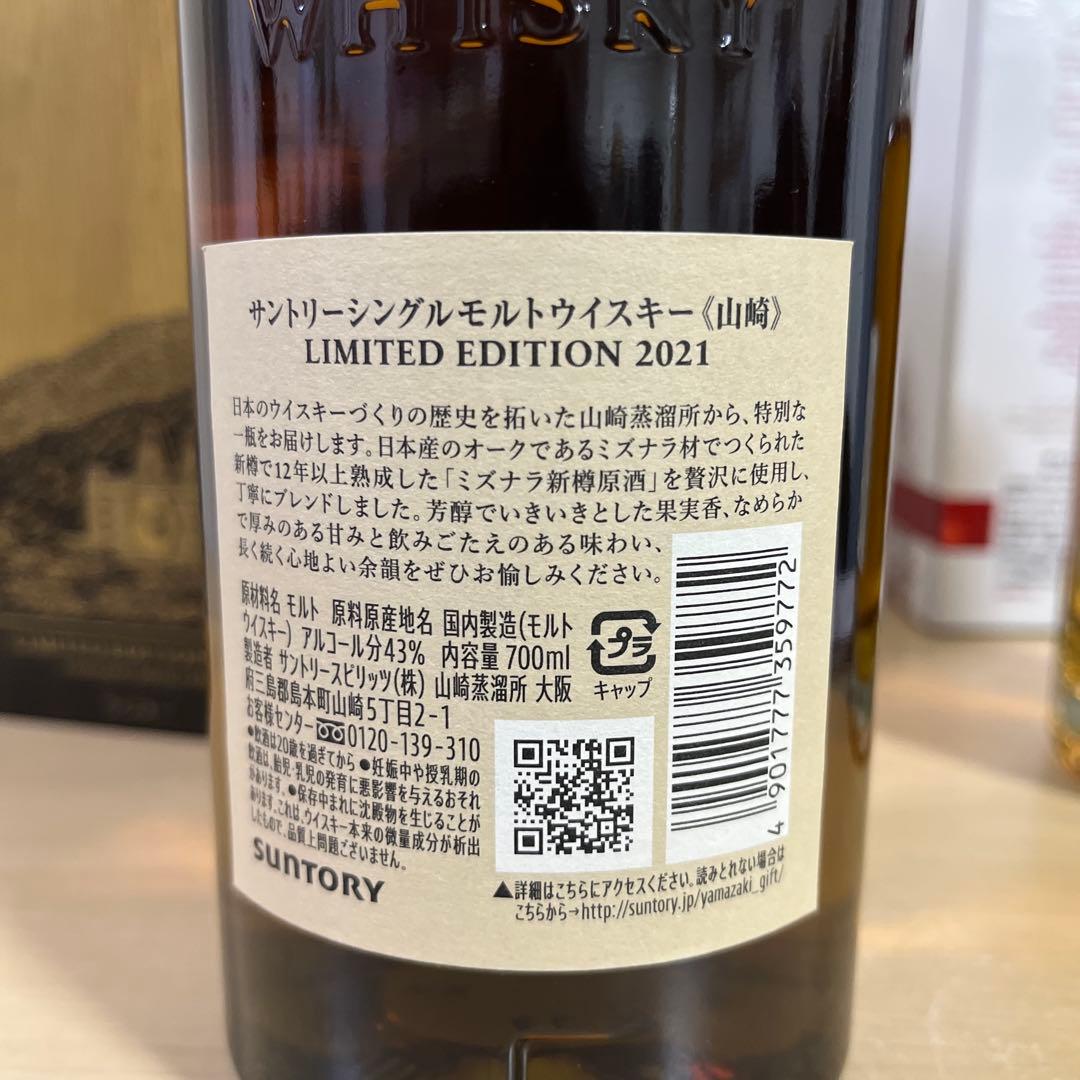 WHISKY
サントリーシングルモルトウイスキー《山崎》
LIMITED EDITION 2021
日本のウイスキーづくりの歴史を拓いた山崎蒸溜所から、特別な
一瓶をお届けします。日本産のオークであるミズナラ材でつくられた
新樽で12年以上熟成した「ミズナラ新樽原酒」を贅沢に使用し、
丁寧にブレンドしました。芳醇でいきいきとした果実香、なめらか
で厚みのある甘みと飲みごたえのある味わい、
長く続く心地よい余韻をぜひお愉しみください。
原材料名 モルト 原料原産地名 国内製造(モルト
ウイスキー) アルコール分43% 内容量 700ml
製造者 サントリースピリッツ(株) 山崎蒸溜所 大阪
府三島郡島本町山崎5丁目2-1
お客様センター 0120-139-310
●飲酒は20歳を過ぎてから ●妊娠中や授乳期の
飲酒は、胎児・乳児の発育に悪影響を与えるおそれ
があります。●保存中まれに沈殿物を生じることが
あります。これは、ウイスキー本来の微量成分が析出
したもので、品質上問題ございません。
SUNTORY
プラ
キャップ
4 901777 359772
▲詳細はこちらにアクセスください。読みとれない場合は
こちらから→http://suntory.jp/yamazaki_gift/